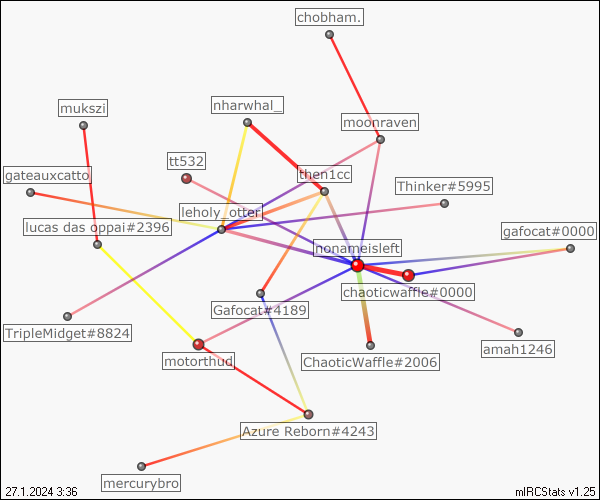 chobham.
mukszi
nharwhal_
moonraven
tt532
gateauxcatto
then1cc
Thinker#5995
leholy_otter
lucas das oppai#2396
gafocat#0000
nonameisleft
chaoticwaffle#0000
Gafocat#4189
TripleMidget#8824
amah1246
motorthud
ChaoticWaffle#2006
Azure Reborn#4243
mercurybro
27.1.2024 3:36
mIRCStats v1.25